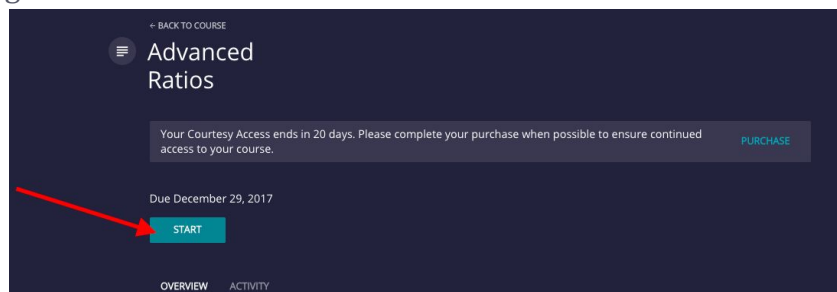 ← BACK TO COURSE
Advanced
Ratios
Your Courtesy Access ends in 20 days. Please complete your purchase when possible to ensure continued
access to your course.
PURCHASE
Due December 29, 2017
START
OVERVIEW ACTIVITY